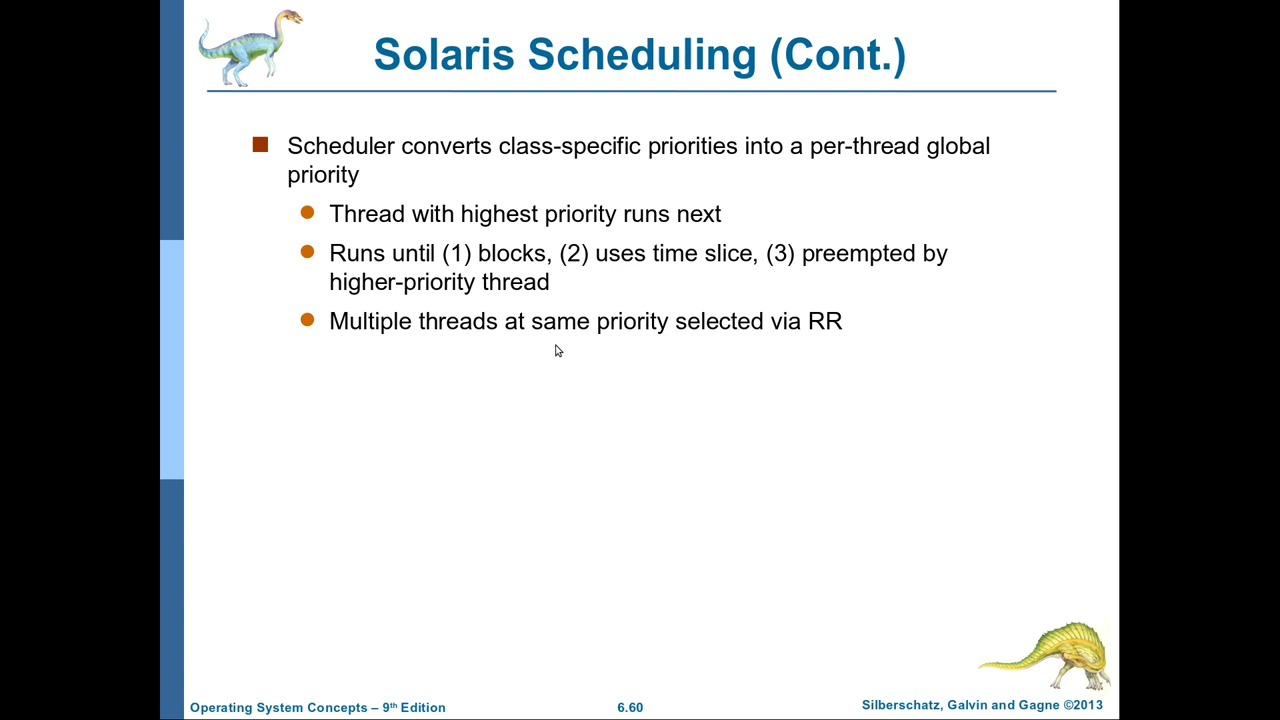 Solaris Scheduling (Cont.)
Scheduler converts class-specific priorities into a per-thread global
priority
Thread with highest priority runs next
Runs until (1) blocks, (2) uses time slice, (3) preempted by
higher-priority thread
Multiple threads at same priority selected via RR
Operating System Concepts – 9th Edition
6.60
Silberschatz, Galvin and Gagne ©2013